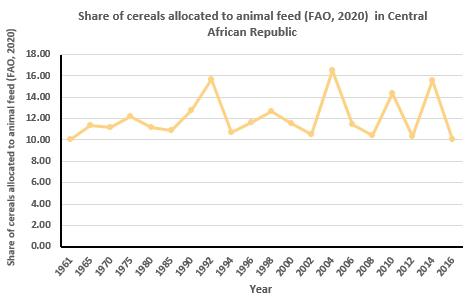 Share of cereals allocated to animal feed (FAO, 2020)  in Central
African Republic
Share of cereals allocated to animal feed (FAO, 2020)
18.00
16.00
14.00
12.00
10.00
8.00
6.00
4.00
2.00
0.00
1961 1965 1970 1975 1980 1985 1990 1992 1994 1996 1998 2000 2002 2004 2006 2008 2010 2012 2014 2016
Year